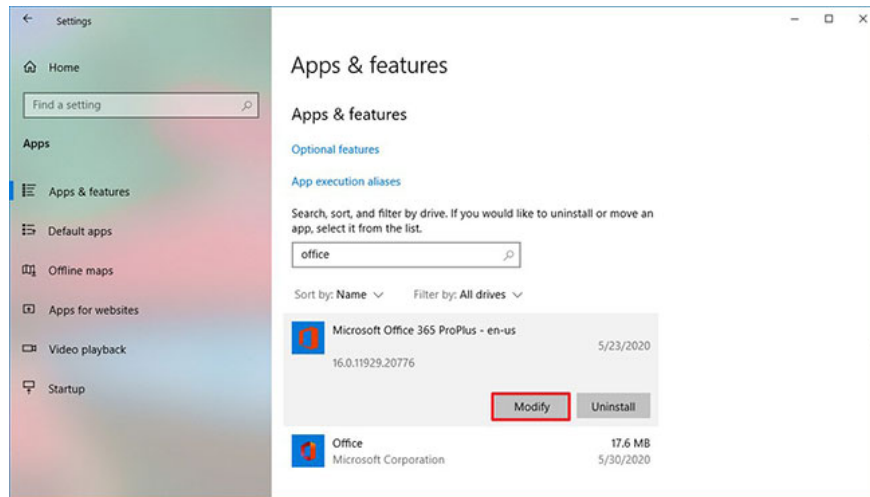 Settings
Home
Find a setting
Apps
Apps & features
Default apps
Offline maps
Apps for websites
Video playback
Startup
Apps & features
Apps & features
Optional features
App execution aliases
Search, sort, and filter by drive. If you would like to uninstall or move an
app, select it from the list.
office
Sort by: Name Filter by: All drives
Microsoft Office 365 ProPlus - en-us
5/23/2020
16.0.11929.20776
Modify Uninstall
Office 17.6 MB
Microsoft Corporation 5/30/2020